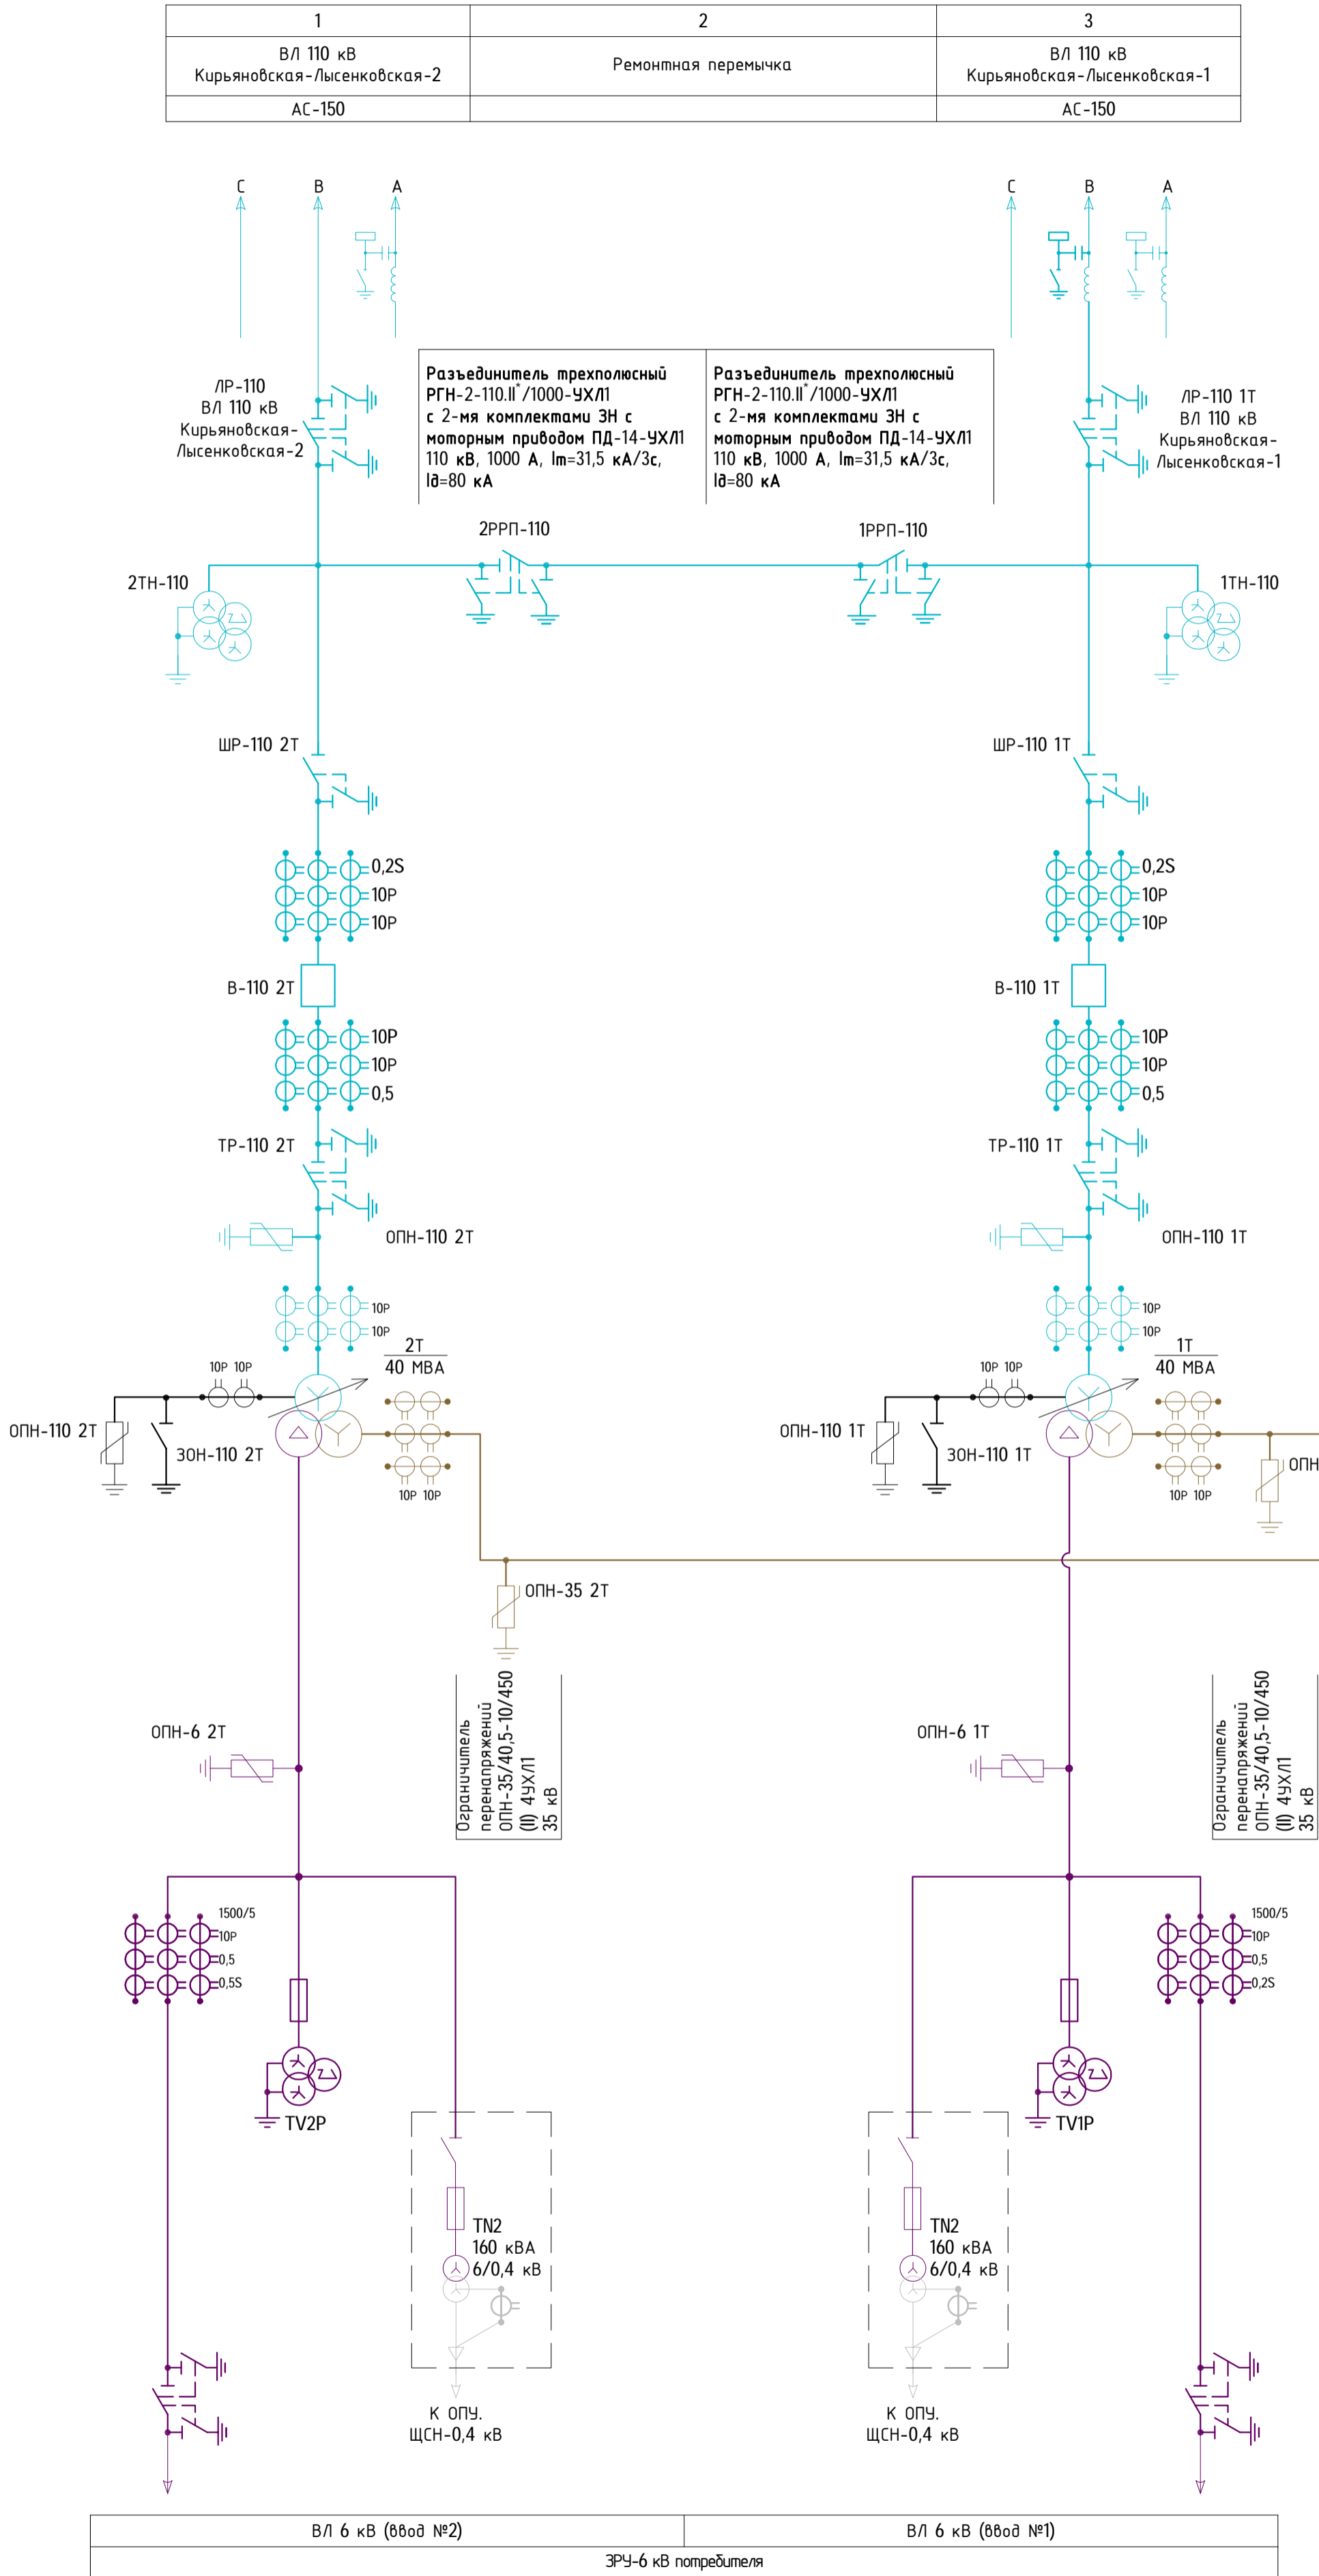 1
2
3
ВЛ 110 кВ
Кирьяновская-Лысенковская-2
Ремонтная перемычка
ВЛ 110 кВ
Кирьяновская-Лысенковская-1
АС-150
АС-150
С
В
А
С
В
А
ЛР-110
ВЛ 110 кВ
Кирьяновская-
Лысенковская-2
Разъединитель трехполюсный
РГН-2-110.II*/1000-УХЛ1
с 2-мя комплектами ЗН с
моторным приводом ПД-14-УХЛ1
110 кВ, 1000 А, Iт=31,5 кА/3с,
Iд=80 кА
Разъединитель трехполюсный
РГН-2-110.II*/1000-УХЛ1
с 2-мя комплектами ЗН с
моторным приводом ПД-14-УХЛ1
110 кВ, 1000 А, Iт=31,5 кА/3с,
Iд=80 кА
ЛР-110 1Т
ВЛ 110 кВ
Кирьяновская-
Лысенковская-1
2РРП-110
1РРП-110
2ТН-110
1ТН-110
ШР-110 2Т
ШР-110 1Т
0,2S
10Р
10Р
0,2S
10Р
10Р
В-110 2Т
В-110 1Т
10Р
10Р
0,5
10Р
10Р
0,5
ТР-110 2Т
ТР-110 1Т
ОПН-110 2Т
ОПН-110 1Т
10Р
10Р
10Р
10Р
2Т
40 МВА
1Т
40 МВА
10Р 10Р
10Р 10Р
ОПН-110 2Т
ЗОН-110 2Т
10Р 10Р
ОПН-110 1Т
ЗОН-110 1Т
10Р 10Р
ОПН
ОПН-35 2Т
Ограничитель
перенапряжений
ОПН-35/40,5-10/450
(II) 4УХЛ1
35 кВ
Ограничитель
перенапряжений
ОПН-35/40,5-10/450
(II) 4УХЛ1
35 кВ
ОПН-6 2Т
ОПН-6 1Т
1500/5
10Р
0,5
0,5S
1500/5
10Р
0,5
0,2S
TV2P
TV1P
TN2
160 кВА
6/0,4 кВ
TN2
160 кВА
6/0,4 кВ
К ОПУ.
ЩСН-0,4 кВ
К ОПУ.
ЩСН-0,4 кВ
ВЛ 6 кВ (ввод №2)
ВЛ 6 кВ (ввод №1)
ЗРУ-6 кВ потребителя